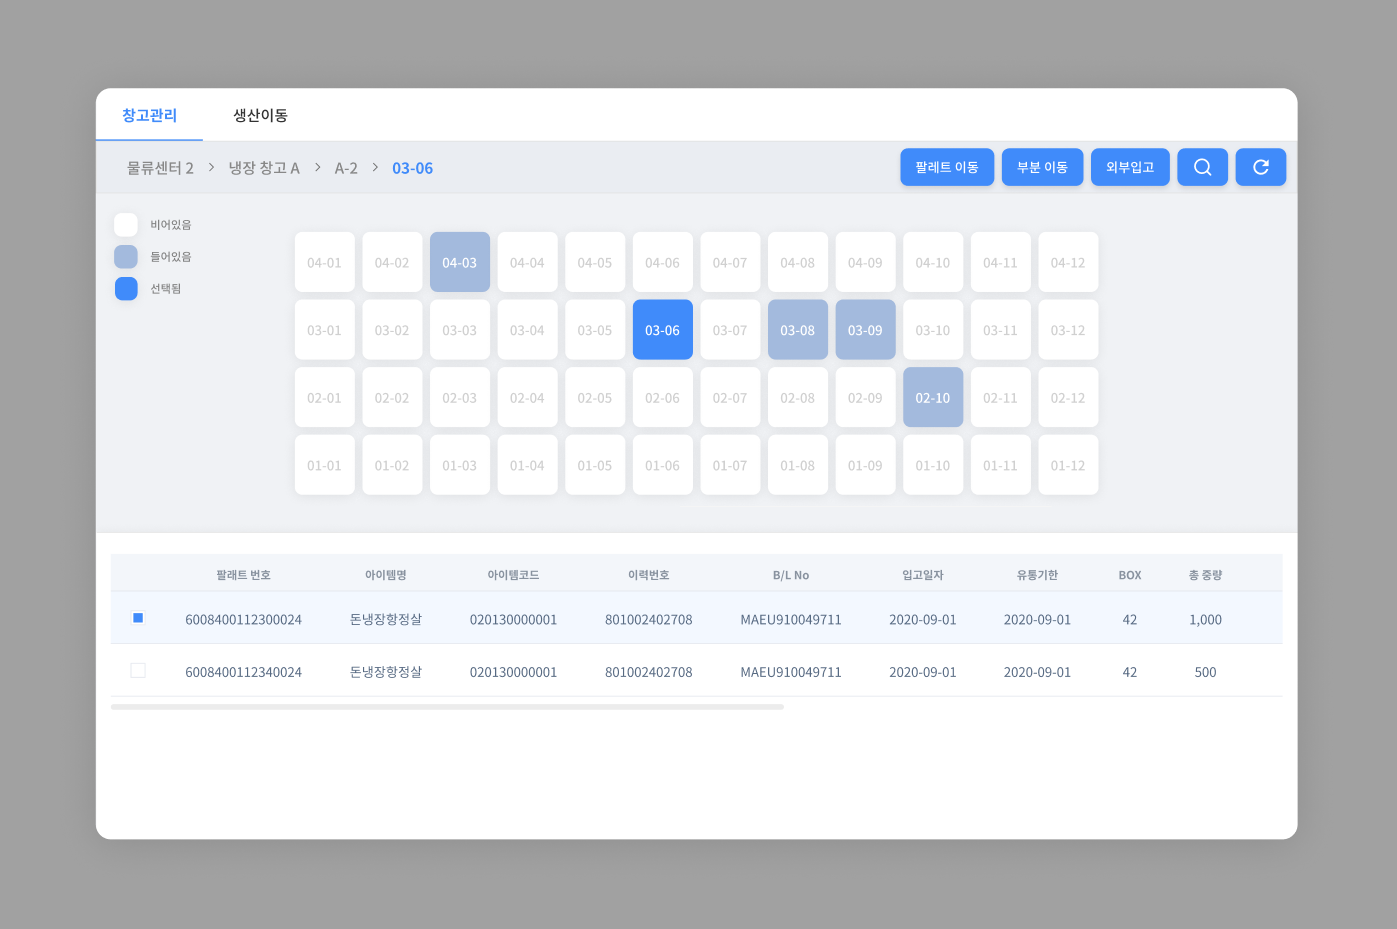 창고관리 생산이동
물류센터 2 > 냉장 창고 A > A-2 > 03-06 팔레트 이동 부분 이동 외부입고
비어있음
들어있음
선택됨
04-01 04-02 04-03 04-04 04-05 04-06 04-07 04-08 04-09 04-10 04-11 04-12
03-01 03-02 03-03 03-04 03-05 03-06 03-07 03-08 03-09 03-10 03-11 03-12
02-01 02-02 02-03 02-04 02-05 02-06 02-07 02-08 02-09 02-10 02-11 02-12
01-01 01-02 01-03 01-04 01-05 01-06 01-07 01-08 01-09 01-10 01-11 01-12
팔래트 번호 아이템명 아이템코드 이력번호 B/L No 입고일자 유통기한 BOX 총 중량
6008400112300024 돈냉장항정살 020130000001 801002402708 MAEU910049711 2020-09-01 2020-09-01 42 1,000
6008400112340024 돈냉장항정살 020130000001 801002402708 MAEU910049711 2020-09-01 2020-09-01 42 500